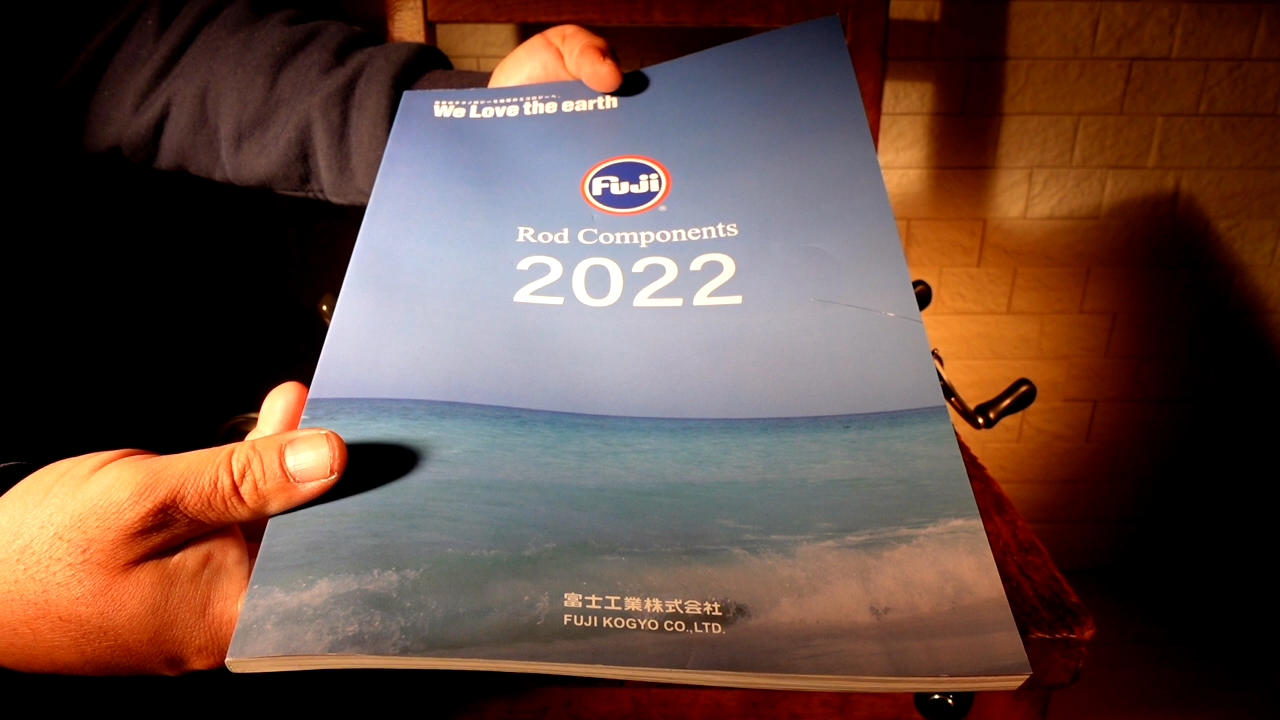 We Love the earth
Fuji
®
Rod Components
2022
富士工業株式会社
FUJI KOGYO CO.,LTD.